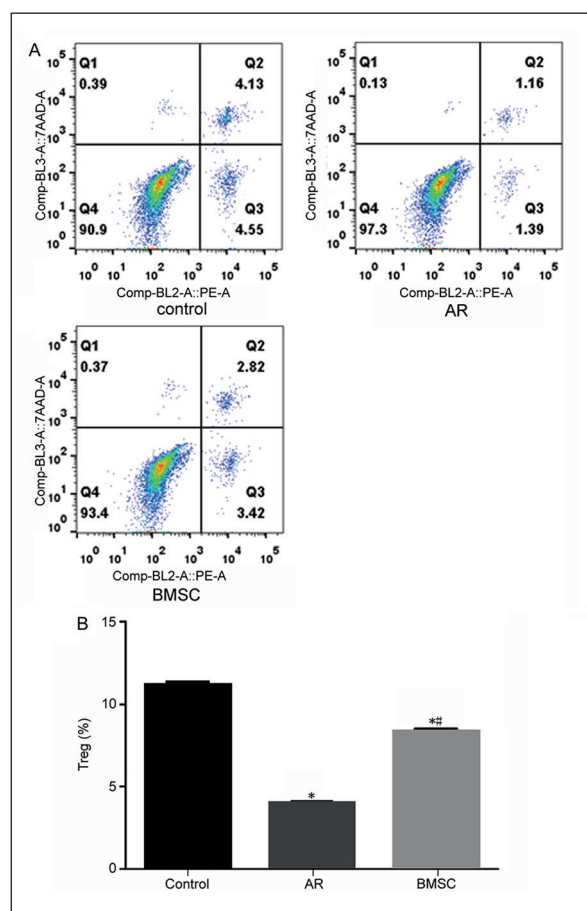 A
Q1
0.39
Q2
4.13
Q4
90.9
Q3
4.55
10^5
10^4
10^3
10^2
10^1
10^0
Comp-BL3-A::7AAD-A
10^0 10^1 10^2 10^3 10^4 10^5
Comp-BL2-A::PE-A
control
Q1
0.13
Q2
1.16
Q4
97.3
Q3
1.39
10^5
10^4
10^3
10^2
10^1
10^0
Comp-BL3-A::7AAD-A
10^0 10^1 10^2 10^3 10^4 10^5
Comp-BL2-A::PE-A
AR
Q1
0.37
Q2
2.82
Q4
93.4
Q3
3.42
10^5
10^4
10^3
10^2
10^1
10^0
Comp-BL3-A::7AAD-A
10^0 10^1 10^2 10^3 10^4 10^5
Comp-BL2-A::PE-A
BMSC
B
15
10
5
0
Treg (%)
*
*#
Control AR BMSC